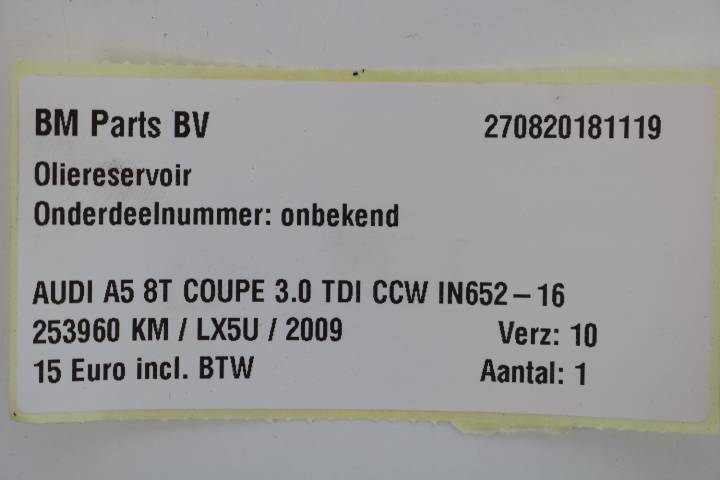 BM Parts BV 270820181119
Oliereservoir
Onderdeelnummer: onbekend
AUDI A5 8T COUPE 3.0 TDI CCW IN652-16
253960 KM / LX5U / 2009 Verz: 10
15 Euro incl. BTW Aantal: 1